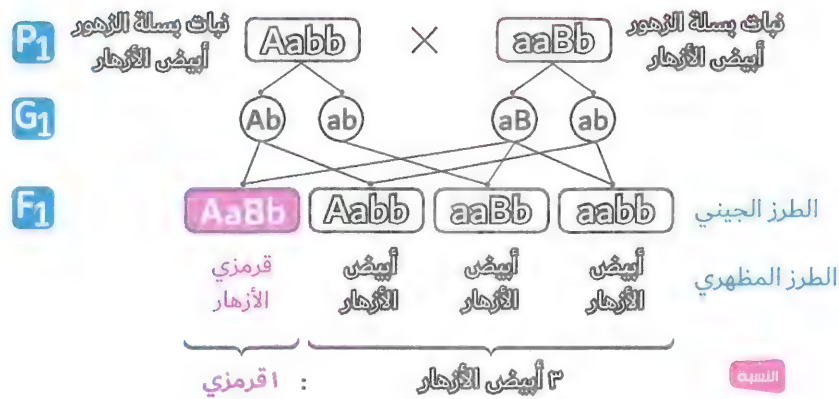 P1 نبات بسلة الزهور أبيض الأزهار Aabb × aaBb نبات بسلة الزهور أبيض الأزهار
G1 Ab ab aB ab
F1 AaBb Aabb aaBb aabb الطرز الجيني
قرمزي الأزهار أبيض الأزهار أبيض الأزهار أبيض الأزهار الطرز المظهري
١ قرمزي : ٣ أبيض الأزهار النسبة